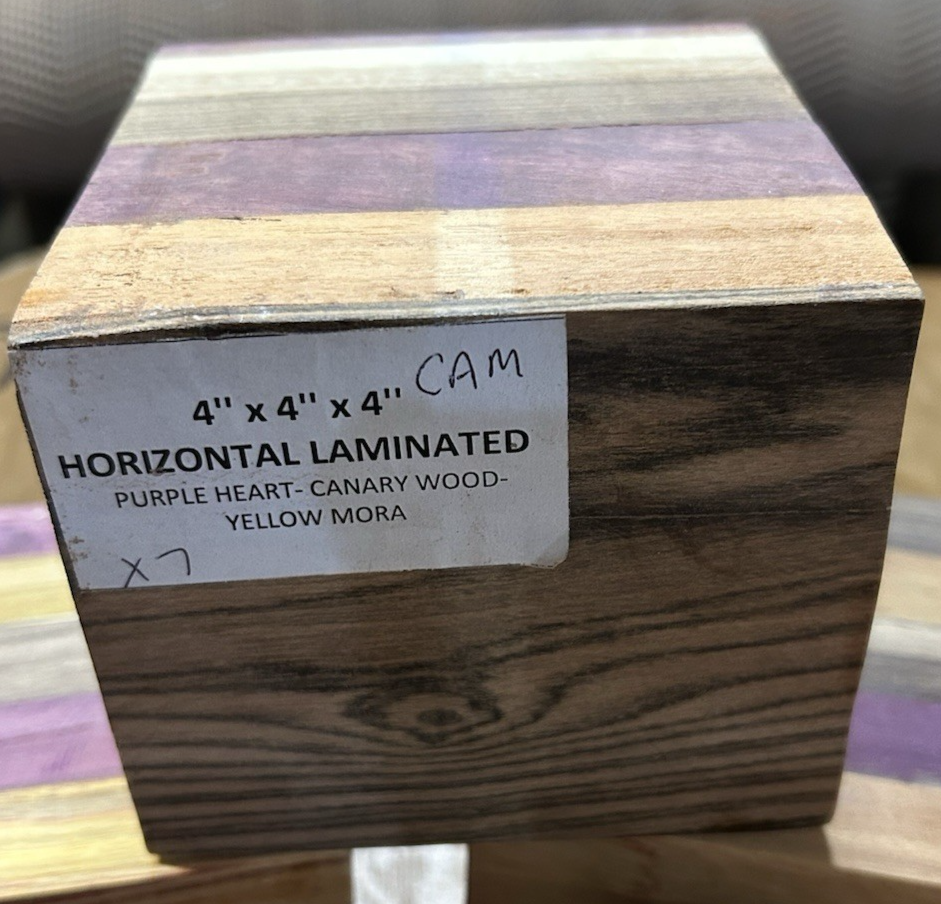 CAM
4" x 4" x 4"
HORIZONTAL LAMINATED
PURPLE HEART- CANARY WOOD-
YELLOW MORA
X7